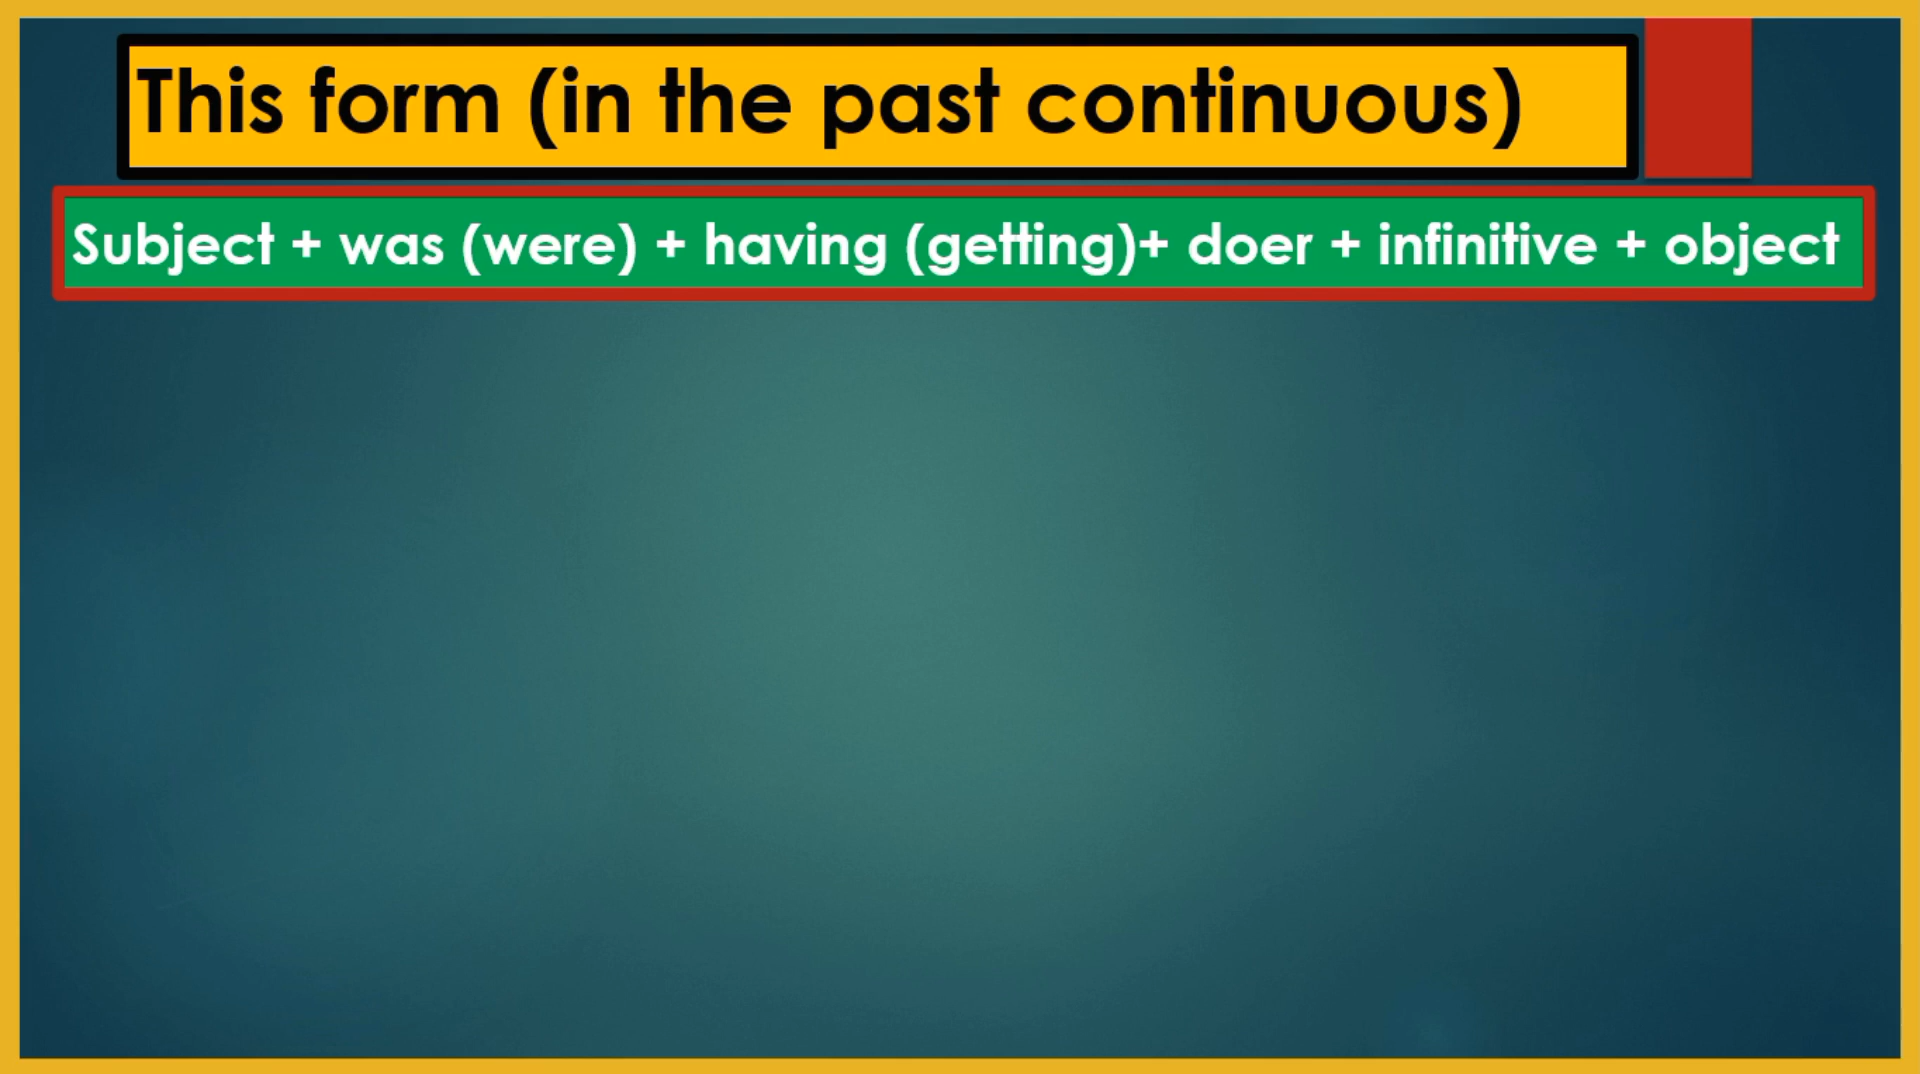 This form (in the past continuous)
Subject + was (were) + having (getting)+ doer + infinitive + object